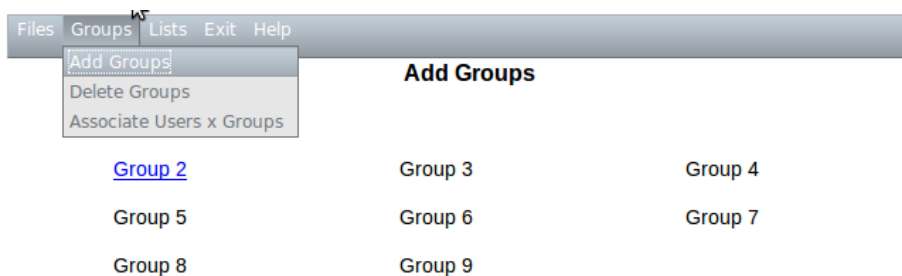 Files Groups Lists Exit Help
Add Groups
Delete Groups
Associate Users x Groups
Add Groups
Group 2 Group 3 Group 4
Group 5 Group 6 Group 7
Group 8 Group 9